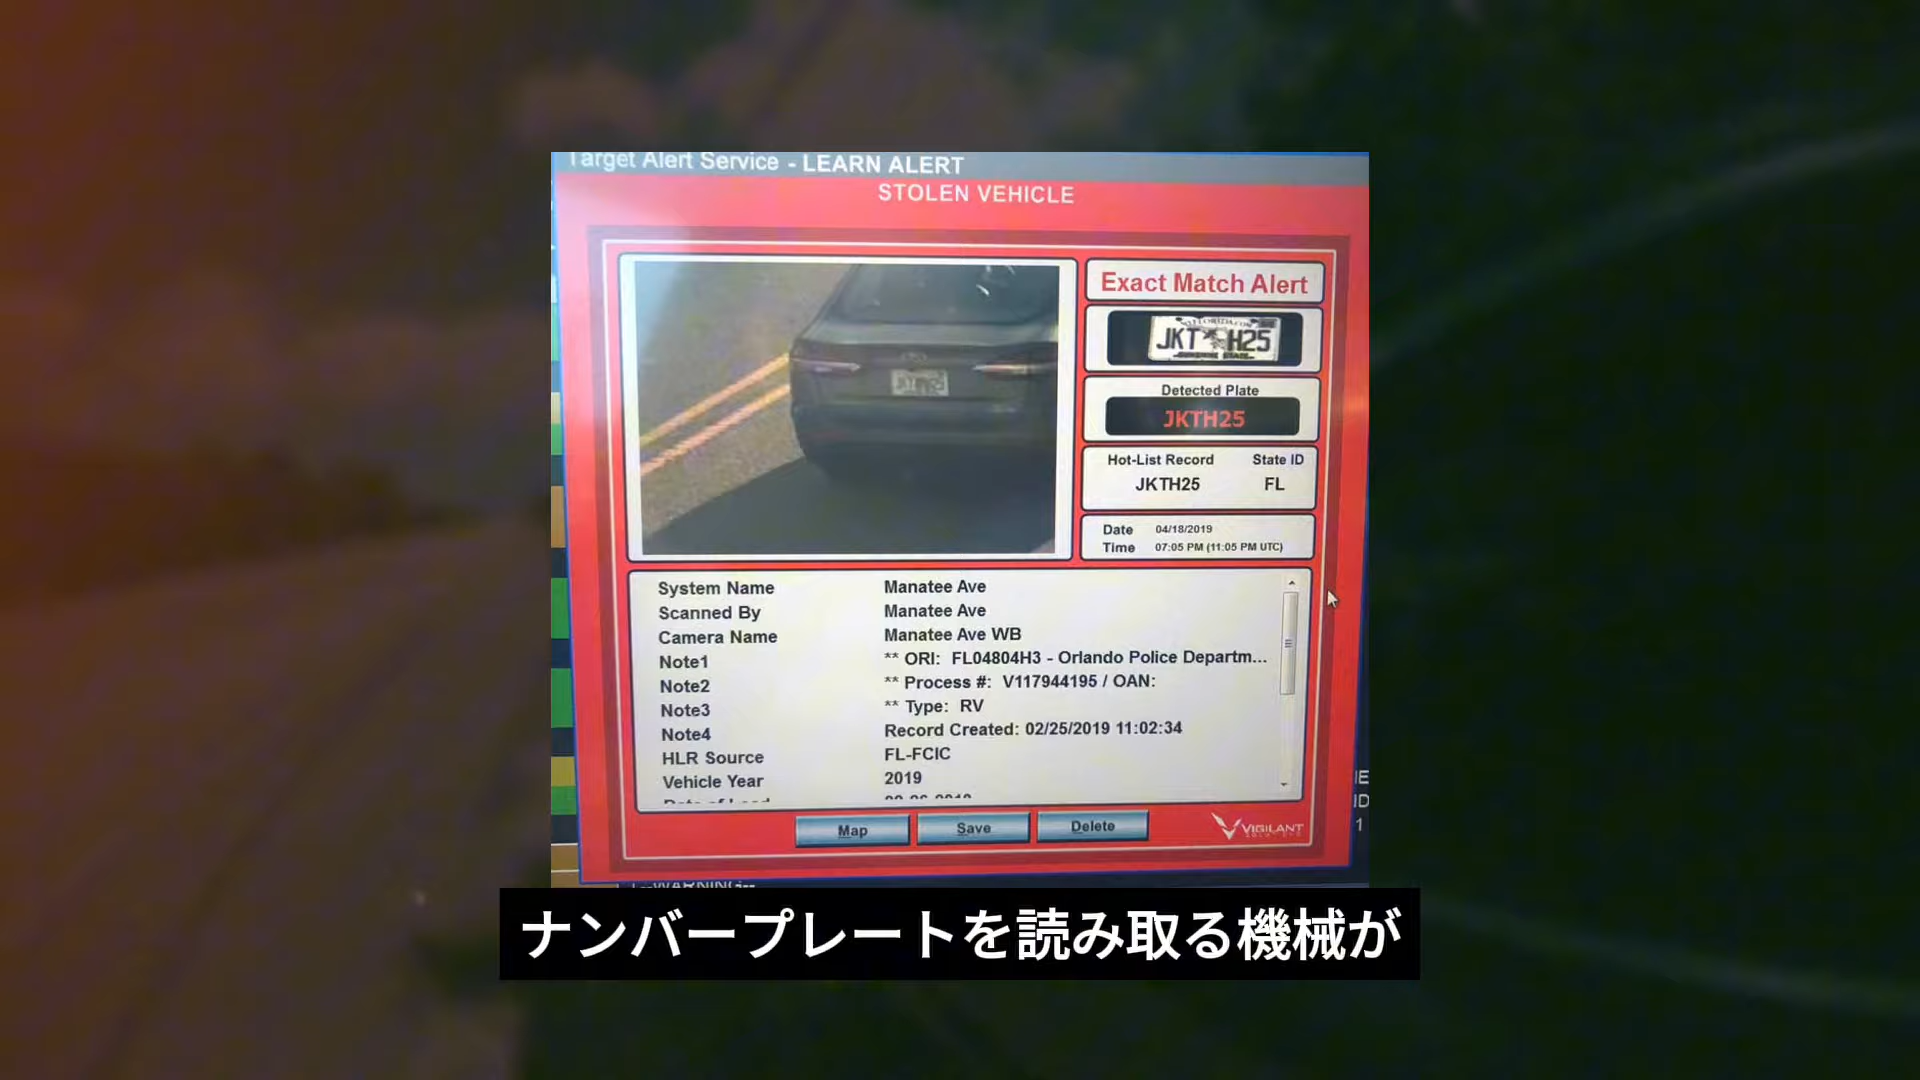 Target Alert Service - LEARN ALERT
STOLEN VEHICLE
Exact Match Alert
JKT H25
SUNSHINE STATE
Detected Plate
JKTH25
Hot-List Record State ID
JKTH25 FL
Date 04/18/2019
Time 07:05 PM (11:05 PM UTC)
System Name Manatee Ave
Scanned By Manatee Ave
Camera Name Manatee Ave WB
Note1 ** ORI: FL04804H3 - Orlando Police Departm...
Note2 ** Process #: V117944195 / OAN:
Note3 ** Type: RV
Note4 Record Created: 02/25/2019 11:02:34
HLR Source FL-FCIC
Vehicle Year 2019
Map Save Delete
VIGILANT
ナンバープレートを読み取る機械が